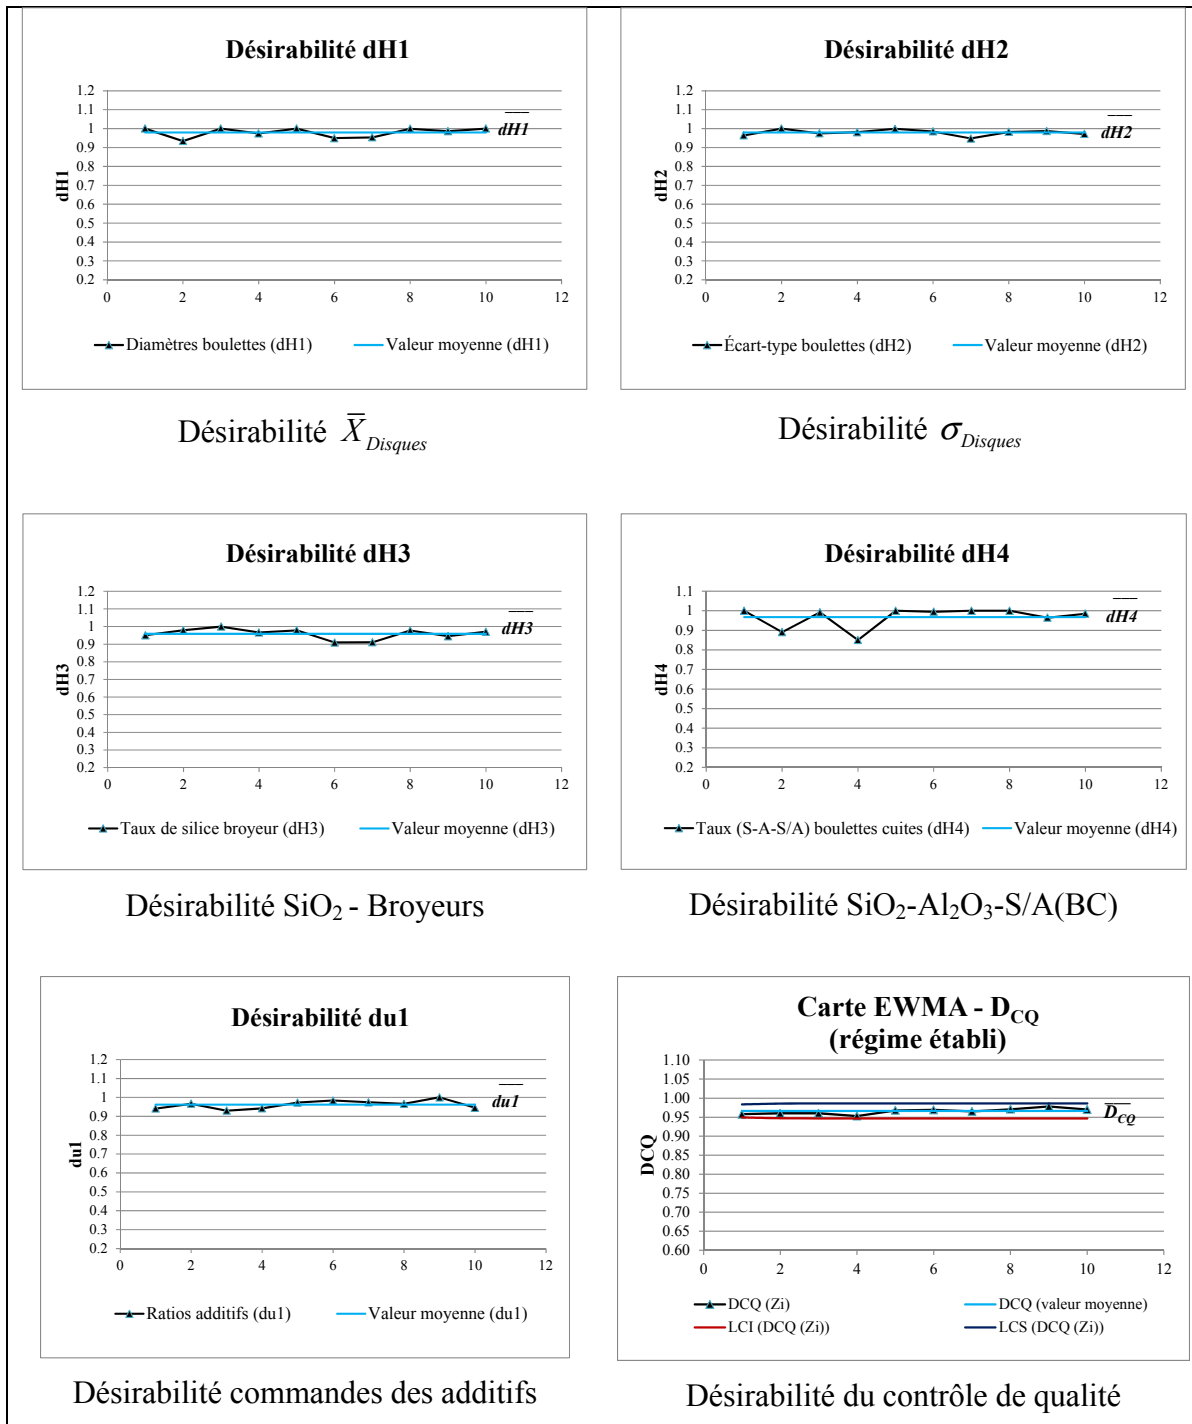 Désirabilité dH1
1.2
1.1
1
0.9
0.8
0.7
0.6
0.5
0.4
0.3
0.2
dH1
dH1
0 2 4 6 8 10 12
Diamètres boulettes (dH1) Valeur moyenne (dH1)
Désirabilité X̄ Disques
Désirabilité dH2
1.2
1.1
1
0.9
0.8
0.7
0.6
0.5
0.4
0.3
0.2
dH2
dH2
0 2 4 6 8 10 12
Écart-type boulettes (dH2) Valeur moyenne (dH2)
Désirabilité σ Disques
Désirabilité dH3
1.2
1.1
1
0.9
0.8
0.7
0.6
0.5
0.4
0.3
0.2
dH3
dH3
0 2 4 6 8 10 12
Taux de silice broyeur (dH3) Valeur moyenne (dH3)
Désirabilité SiO₂ - Broyeurs
Désirabilité dH4
1.1
1
0.9
0.8
0.7
0.6
0.5
0.4
0.3
0.2
dH4
dH4
0 2 4 6 8 10 12
Taux (S-A-S/A) boulettes cuites (dH4) Valeur moyenne (dH4)
Désirabilité SiO₂-Al₂O₃-S/A(BC)
Désirabilité du1
1.2
1.1
1
0.9
0.8
0.7
0.6
0.5
0.4
0.3
0.2
du1
du1
0 2 4 6 8 10 12
Ratios additifs (du1) Valeur moyenne (du1)
Désirabilité commandes des additifs
Carte EWMA - D_CQ
(régime établi)
1.10
1.05
1.00
0.95
0.90
0.85
0.80
0.75
0.70
0.65
0.60
DCQ
D_CQ
0 2 4 6 8 10 12
DCQ (Zi) DCQ (valeur moyenne)
LCI (DCQ (Zi)) LCS (DCQ (Zi))
Désirabilité du contrôle de qualité